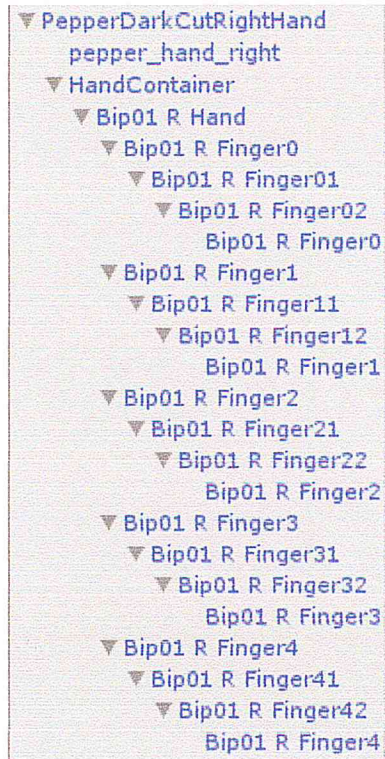 PepperDarkCutRightHand
pepper_hand_right
HandContainer
Bip01 R Hand
Bip01 R Finger0
Bip01 R Finger01
Bip01 R Finger02
Bip01 R Finger0
Bip01 R Finger1
Bip01 R Finger11
Bip01 R Finger12
Bip01 R Finger1
Bip01 R Finger2
Bip01 R Finger21
Bip01 R Finger22
Bip01 R Finger2
Bip01 R Finger3
Bip01 R Finger31
Bip01 R Finger32
Bip01 R Finger3
Bip01 R Finger4
Bip01 R Finger41
Bip01 R Finger42
Bip01 R Finger4